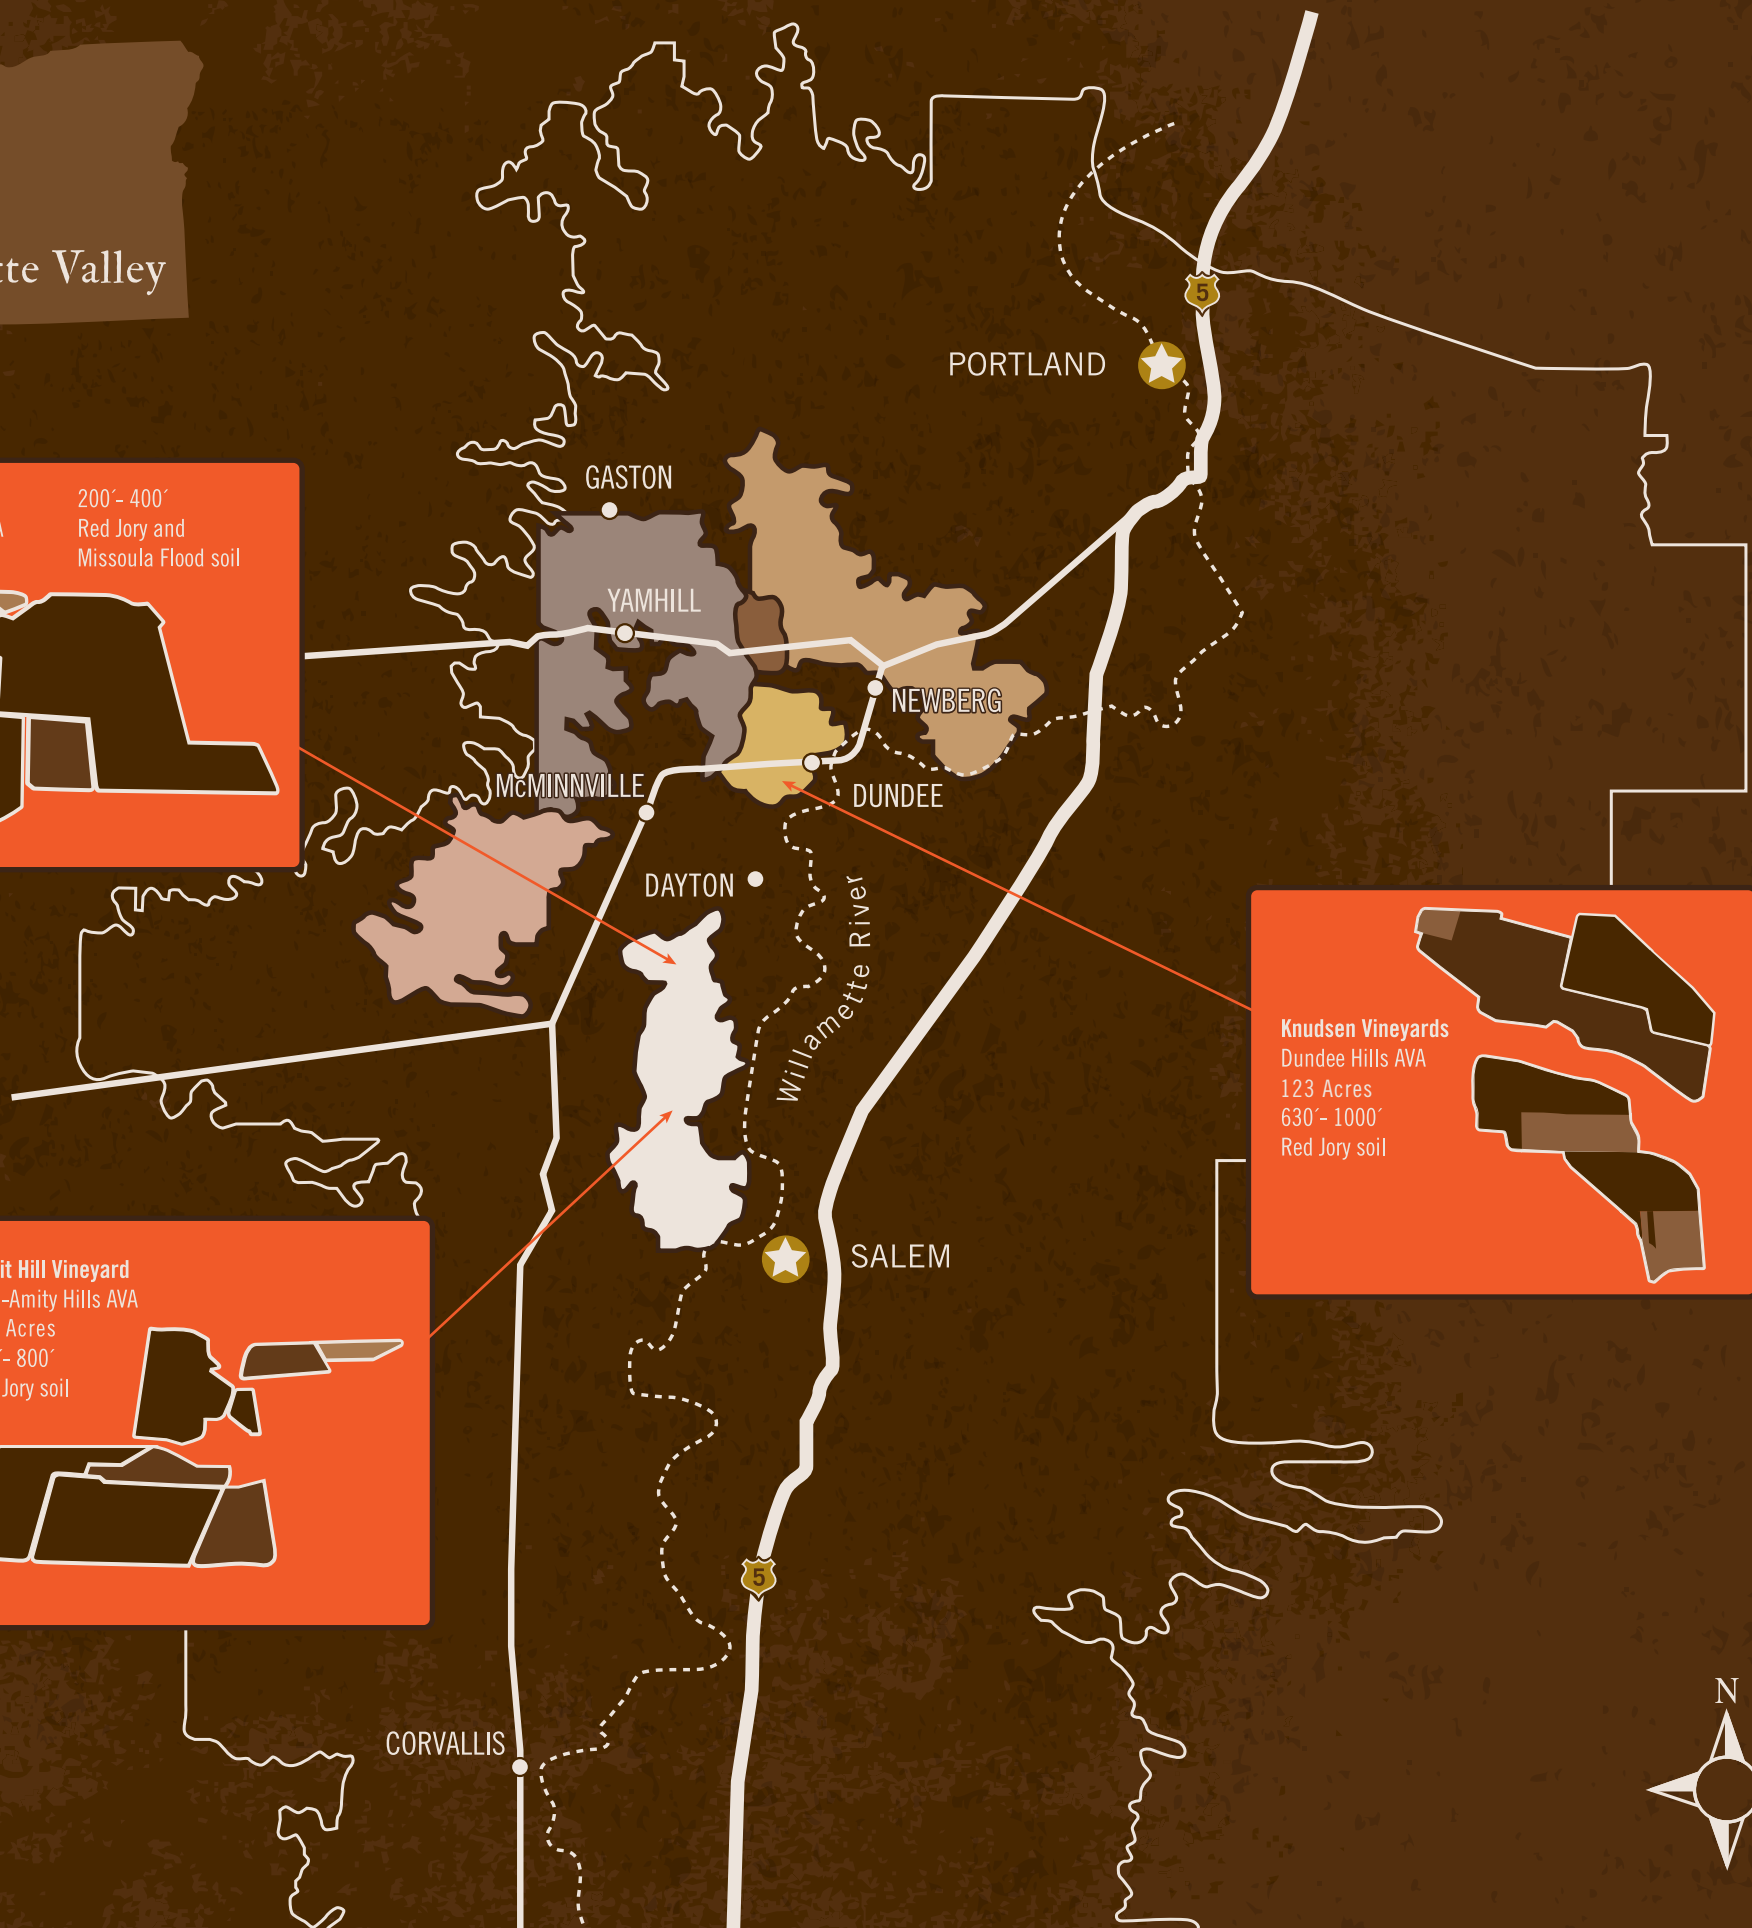 Valley
PORTLAND
5
GASTON
200´- 400´
Red Jory and
Missoula Flood soil
YAMHILL
NEWBERG
McMINNVILLE
DUNDEE
DAYTON
Willamette River
Knudsen Vineyards
Dundee Hills AVA
123 Acres
630´- 1000´
Red Jory soil
SALEM
Hill Vineyard
-Amity Hills AVA
Acres
- 800´
Jory soil
5
CORVALLIS
N